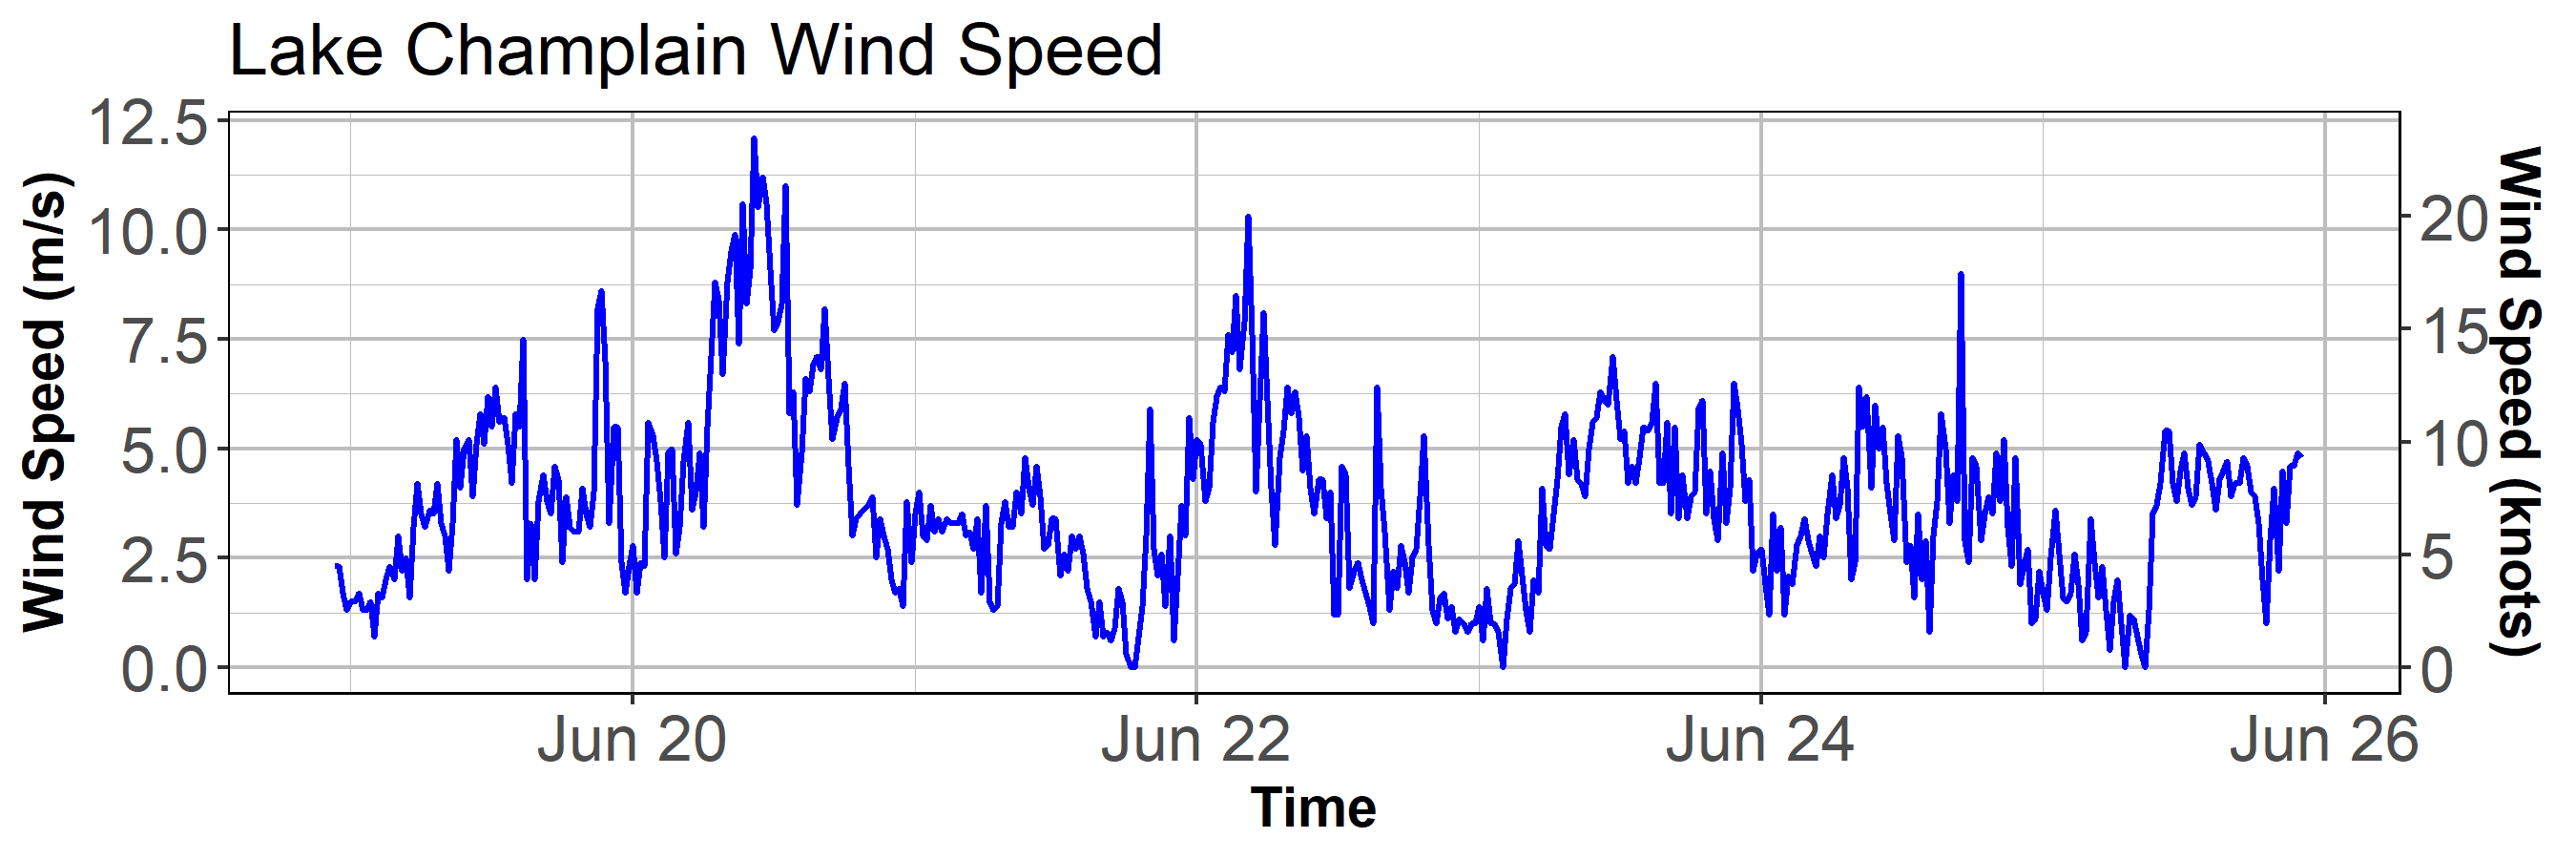 Lake Champlain Wind Speed
Wind Speed (m/s)
12.5
10.0
7.5
5.0
2.5
0.0
20
15
10
5
0
Wind Speed (knots)
Jun 20
Jun 22
Jun 24
Jun 26
Time